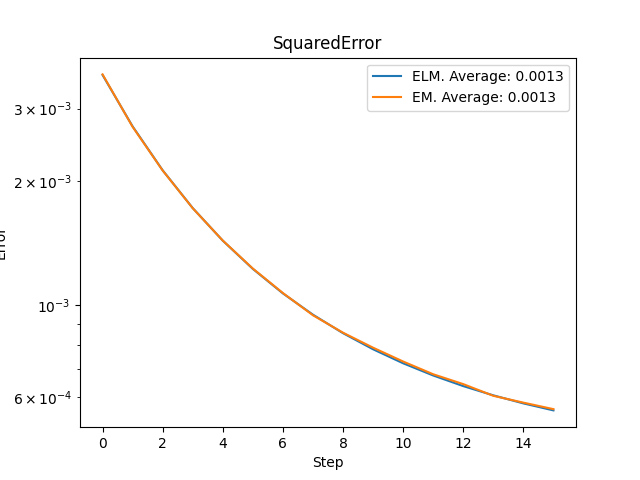 SquaredError
ELM. Average: 0.0013
EM. Average: 0.0013
3 × 10⁻³
2 × 10⁻³
10⁻³
6 × 10⁻⁴
Error
0 2 4 6 8 10 12 14
Step